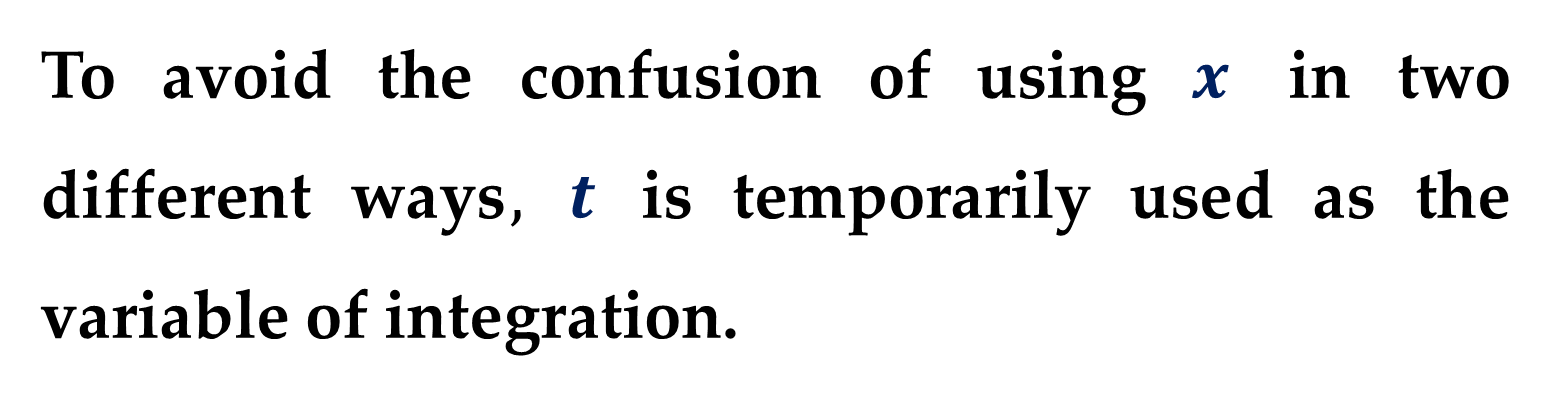 To avoid the confusion of using x in two
different ways, t is temporarily used as the
variable of integration.